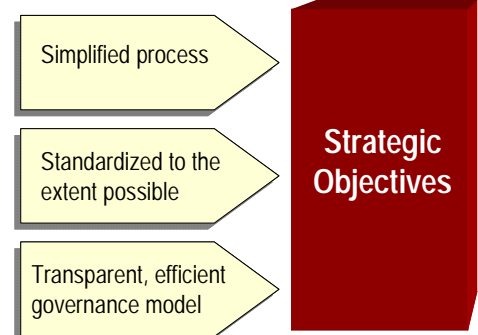 Simplified process
Standardized to the
extent possible
Transparent, efficient
governance model
Strategic
Objectives